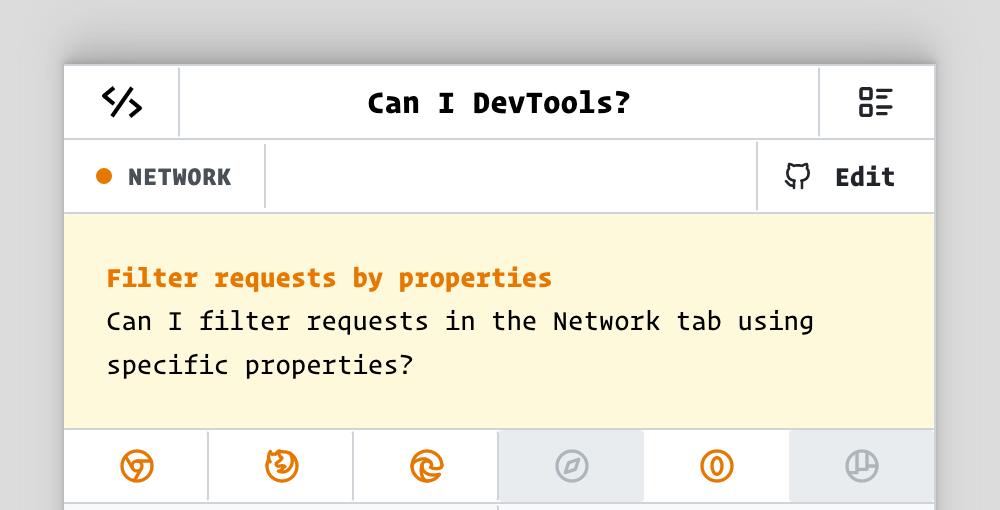 Can I DevTools?
NETWORK
Edit
Filter requests by properties
Can I filter requests in the Network tab using
specific properties?